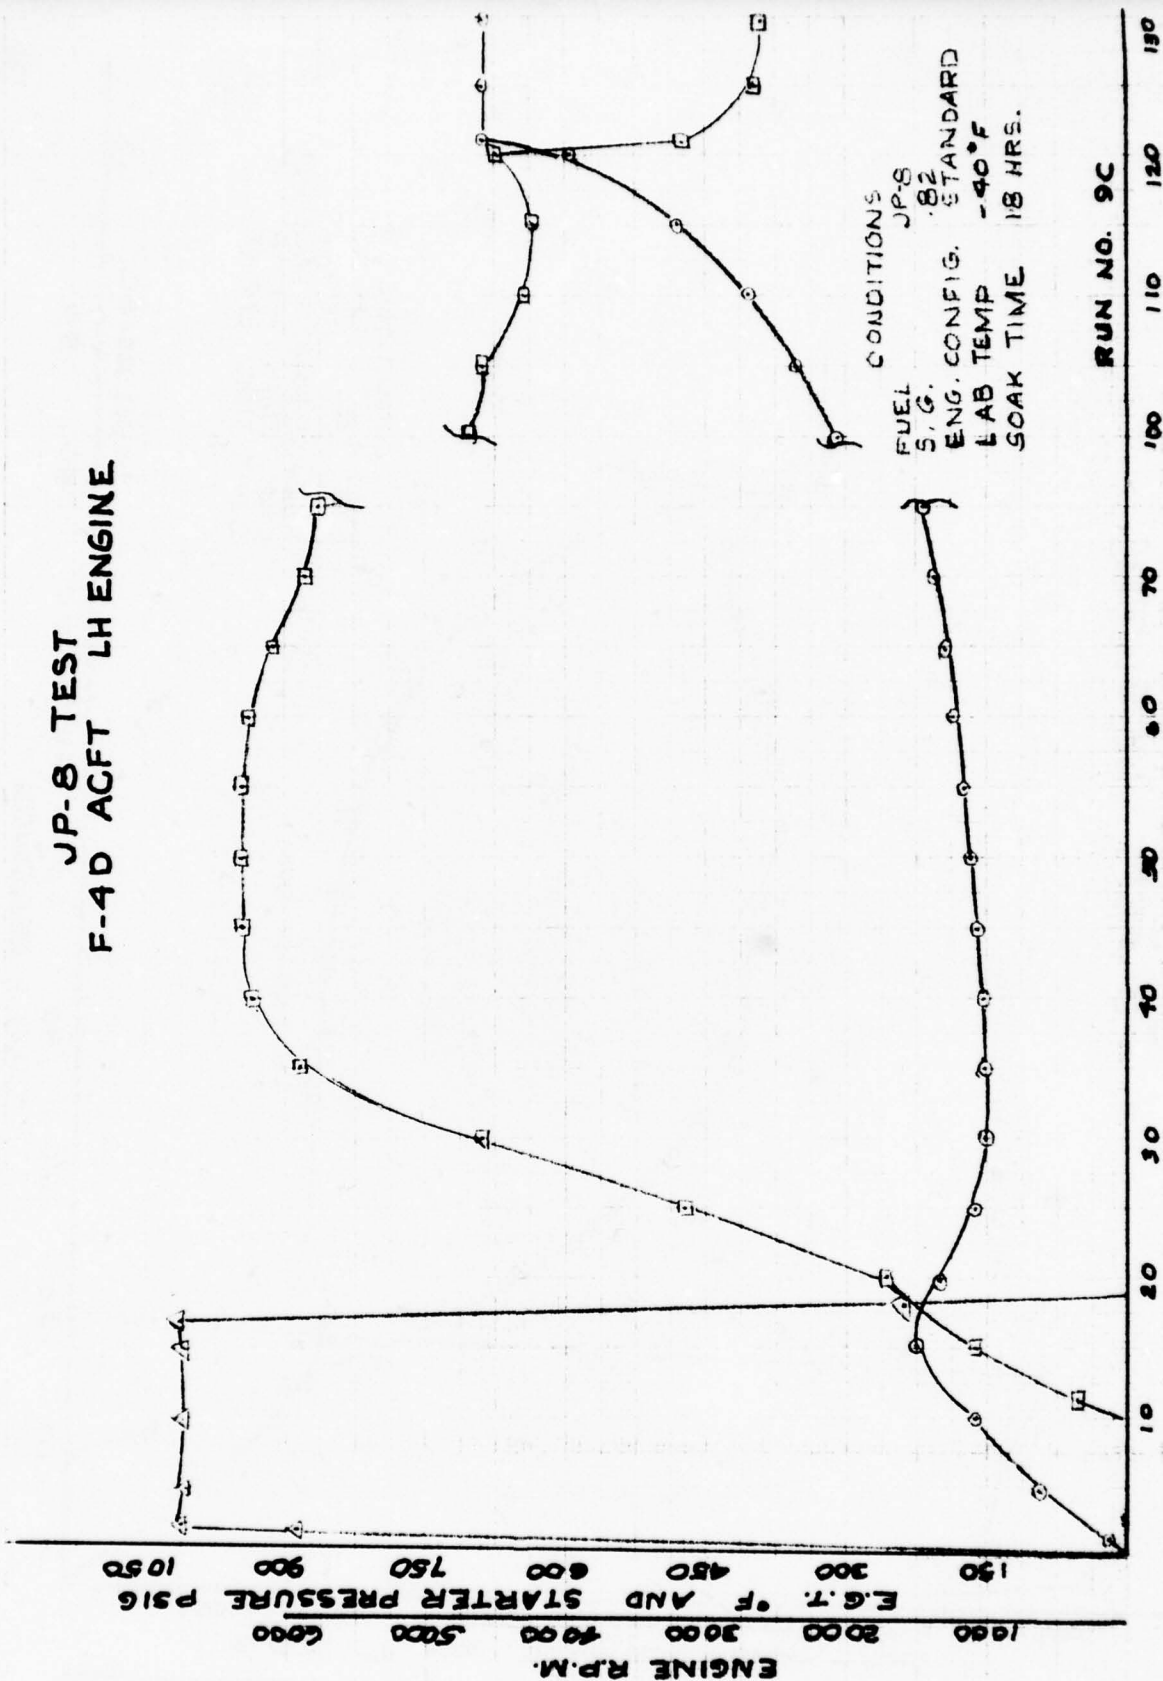 JP-8 TEST
F-4D ACFT LH ENGINE
ENGINE R.P.M.
1000 2000 3000 4000 5000 6000
E.G.T. °F AND STARTER PRESSURE PSIG
150 300 450 600 750 900 1050
CONDITIONS
FUEL JP-8
S.G. .82
ENG. CONFIG. STANDARD
LAB TEMP -40°F
SOAK TIME 18 HRS.
RUN NO. 9C
10 20 30 40 50 60 70 100 110 120 130